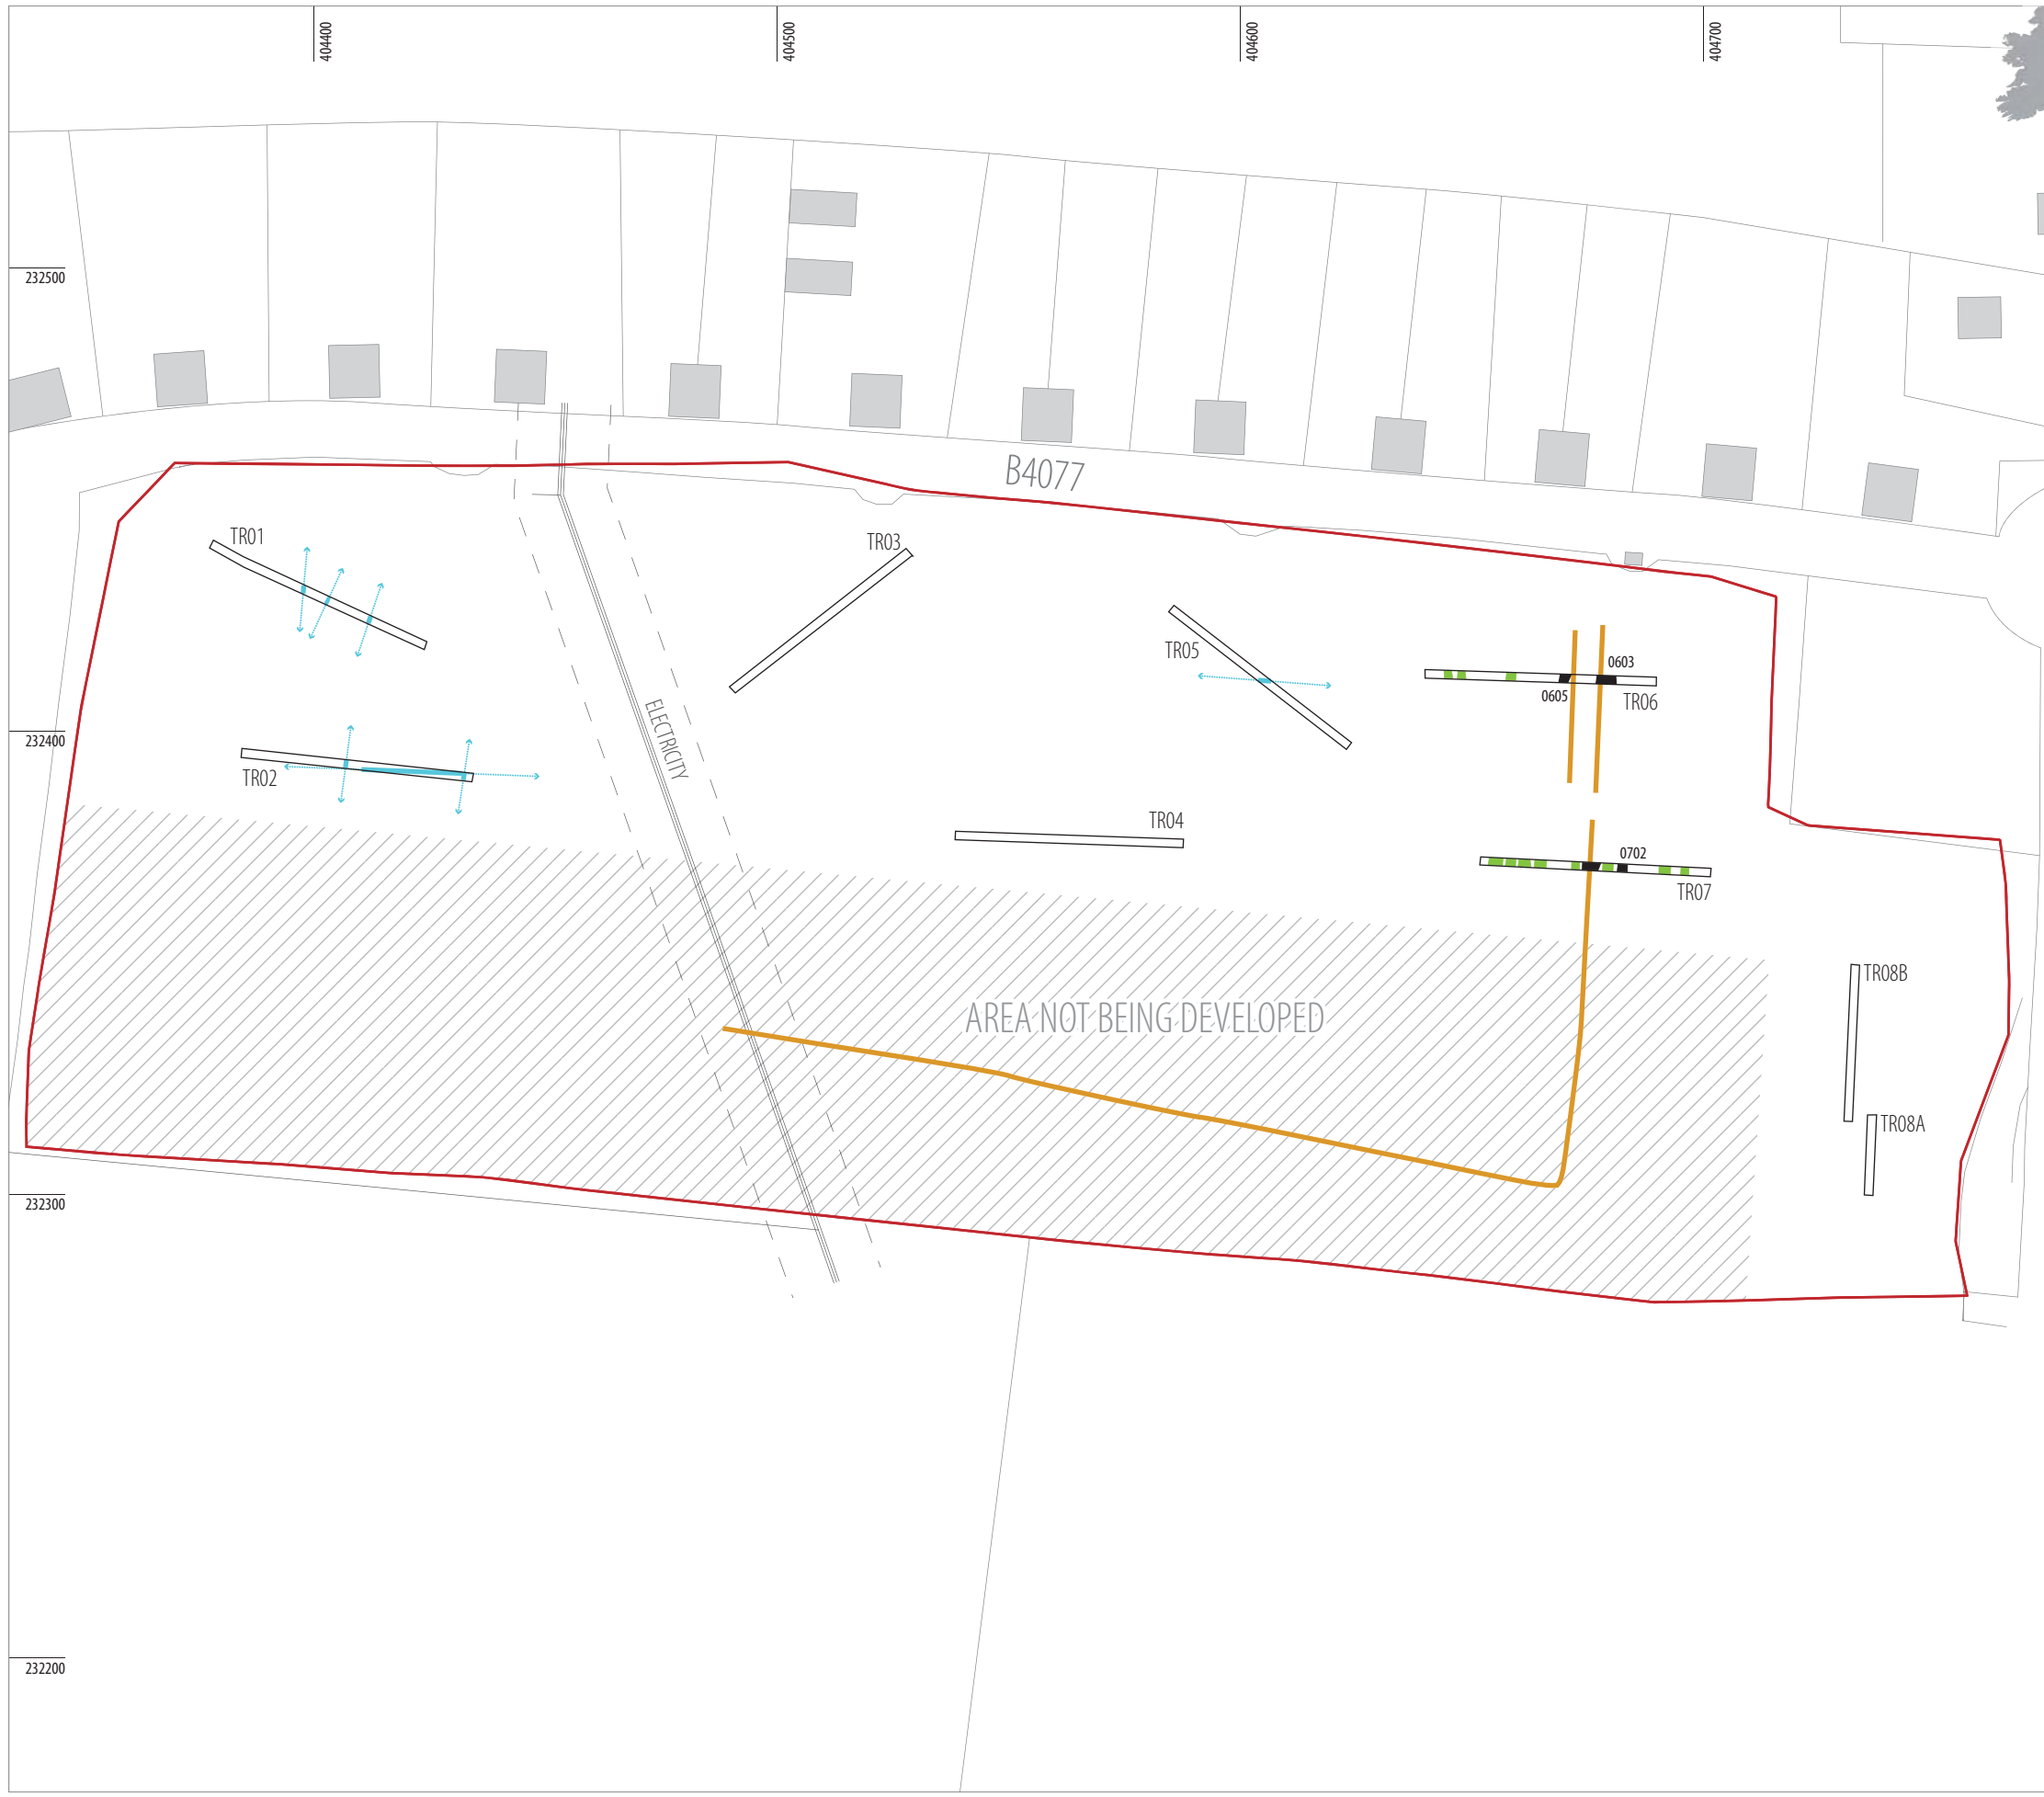 404400
404500
404600
404700
232500
B4077
TR01
TR03
TR05
0603
0605
TR06
ELECTRICITY
232400
TR02
TR04
0702
TR07
TR08B
AREA NOT BEING DEVELOPED
TR08A
232300
232200